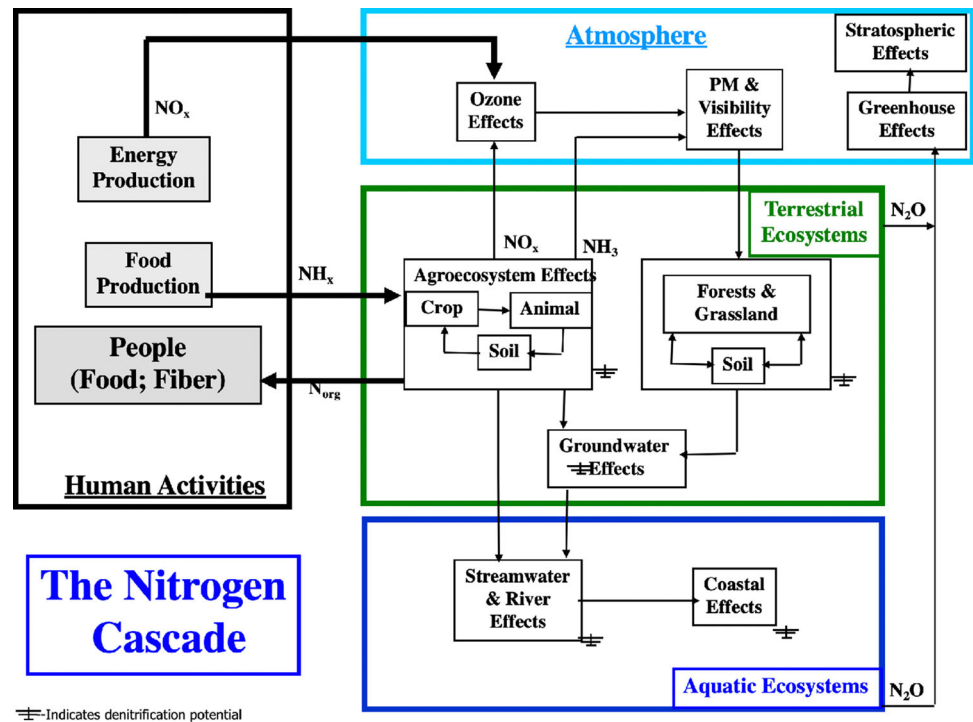 Atmosphere
Stratospheric
Effects
Greenhouse
Effects
PM &
Visibility
Effects
Ozone
Effects
NOx
Energy
Production
Food
Production
NHx
People
(Food; Fiber)
Norg
Human Activities
Terrestrial
Ecosystems
N2O
NOx
NH3
Agroecosystem Effects
Crop
Animal
Soil
Forests &
Grassland
Soil
Groundwater
Effects
The Nitrogen
Cascade
Streamwater
& River
Effects
Coastal
Effects
Aquatic Ecosystems
N2O
-Indicates denitrification potential